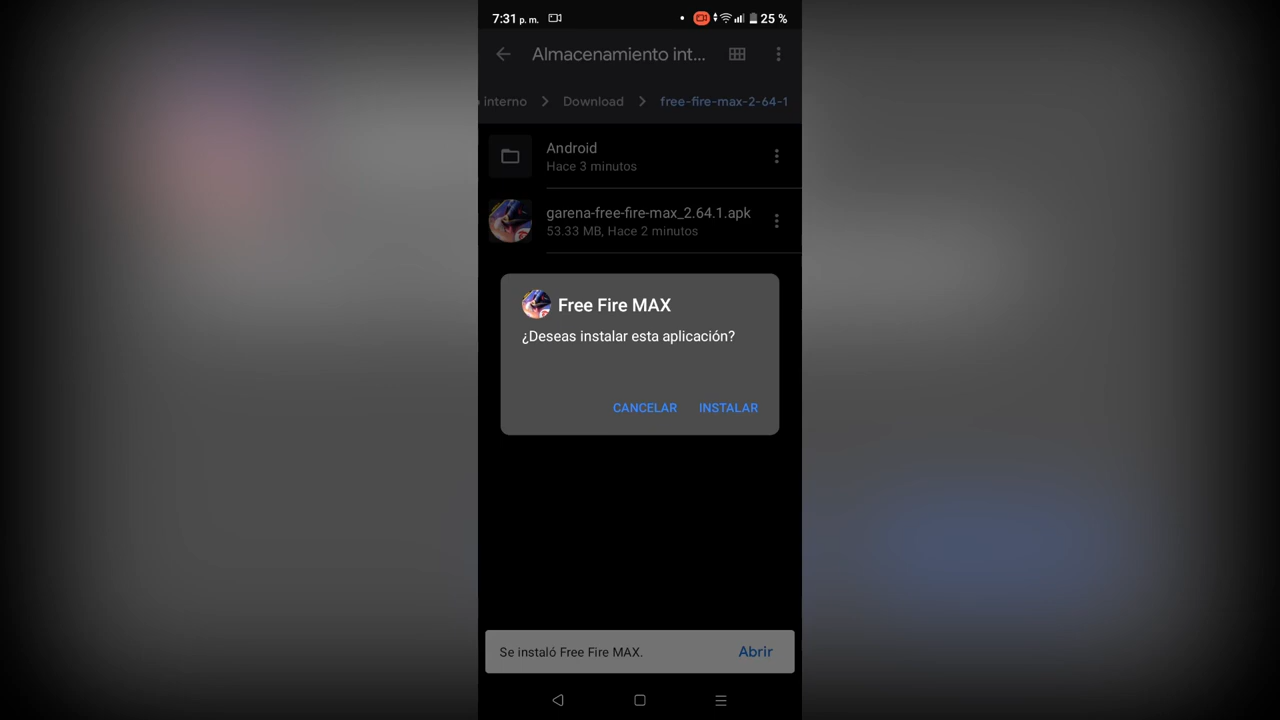 7:31 p. m. 25 %
Almacenamiento int...
interno > Download > free-fire-max-2-64-1
Android
Hace 3 minutos
garena-free-fire-max_2.64.1.apk
53.33 MB, Hace 2 minutos
Free Fire MAX
¿Deseas instalar esta aplicación?
CANCELAR INSTALAR
Se instaló Free Fire MAX. Abrir